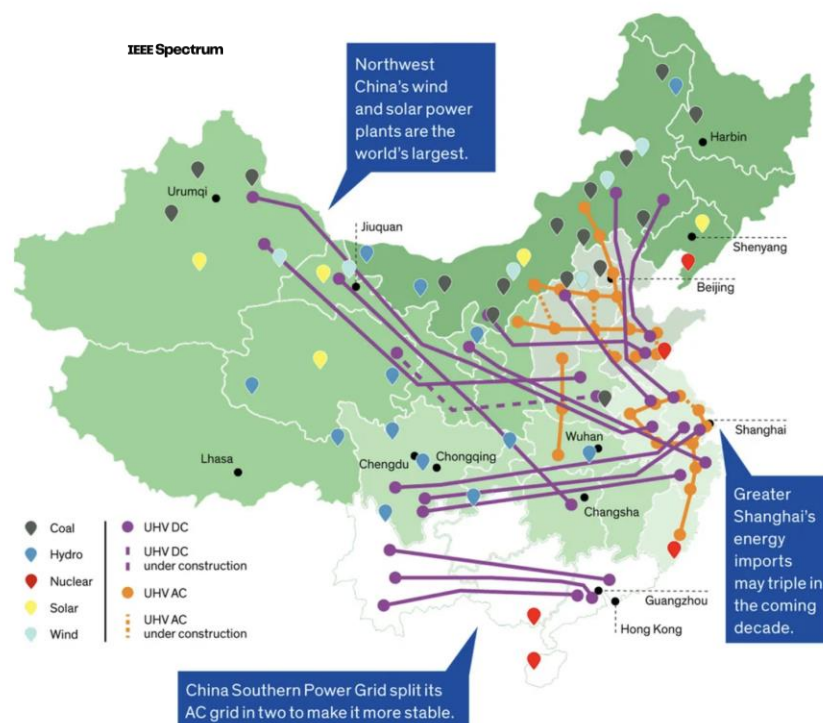 IEEE Spectrum
Northwest
China's wind
and solar power
plants are the
world's largest.
Harbin
Urumqi
Jiuquan
Shenyang
Beijing
Shanghai
Wuhan
Lhasa
Chengdu
Chongqing
Changsha
Greater
Shanghai's
energy
imports
may triple in
the coming
decade.
Coal
Hydro
Nuclear
Solar
Wind
UHV DC
UHV DC
under construction
UHV AC
UHV AC
under construction
Guangzhou
Hong Kong
China Southern Power Grid split its
AC grid in two to make it more stable.